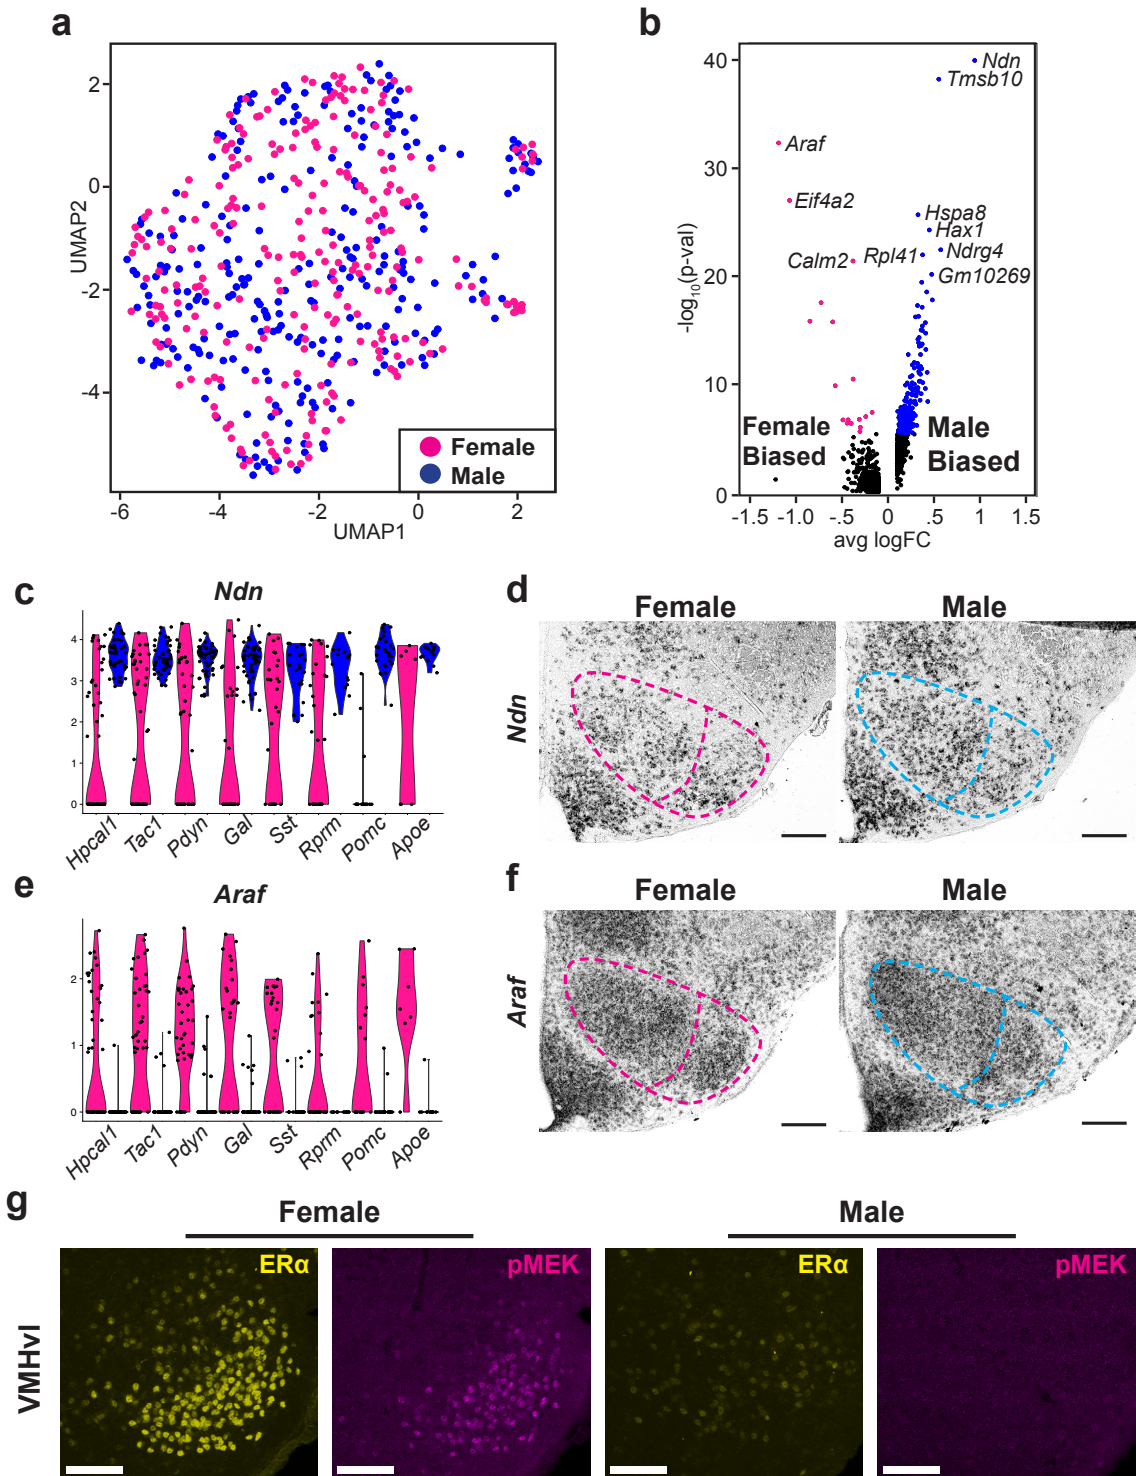 a
2
0
-2
-4
UMAP2
-6
-4
-2
0
2
UMAP1
Female
Male
b
40
30
20
10
0
-log10(p-val)
Ndn
Tmsb10
Araf
Eif4a2
Hspa8
Hax1
Calm2
Rpl41
Ndrg4
Gm10269
Female
Biased
Male
Biased
-1.5
-1.0
-.5
0
.5
1.0
1.5
avg logFC
c
Ndn
4
3
2
1
0
Hpcal1
Tac1
Pdyn
Gal
Sst
Rprm
Pomc
Apoe
d
Female
Male
Ndn
e
Araf
2
1
0
Hpcal1
Tac1
Pdyn
Gal
Sst
Rprm
Pomc
Apoe
f
Female
Male
Araf
g
Female
Male
VMHvl
ERα
pMEK
ERα
pMEK